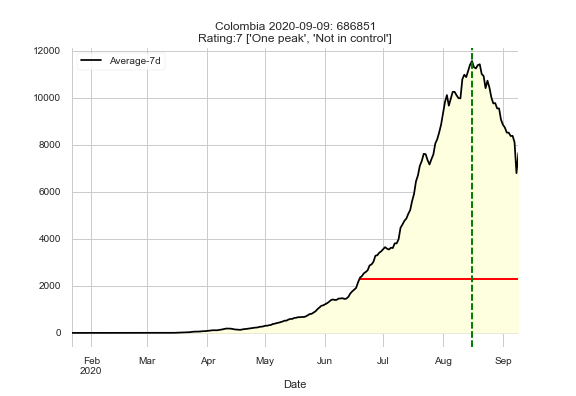 Colombia 2020-09-09: 686851
Rating:7 ['One peak', 'Not in control']
12000
Average-7d
10000
8000
6000
4000
2000
0
Feb Mar Apr May Jun Jul Aug Sep
2020
Date